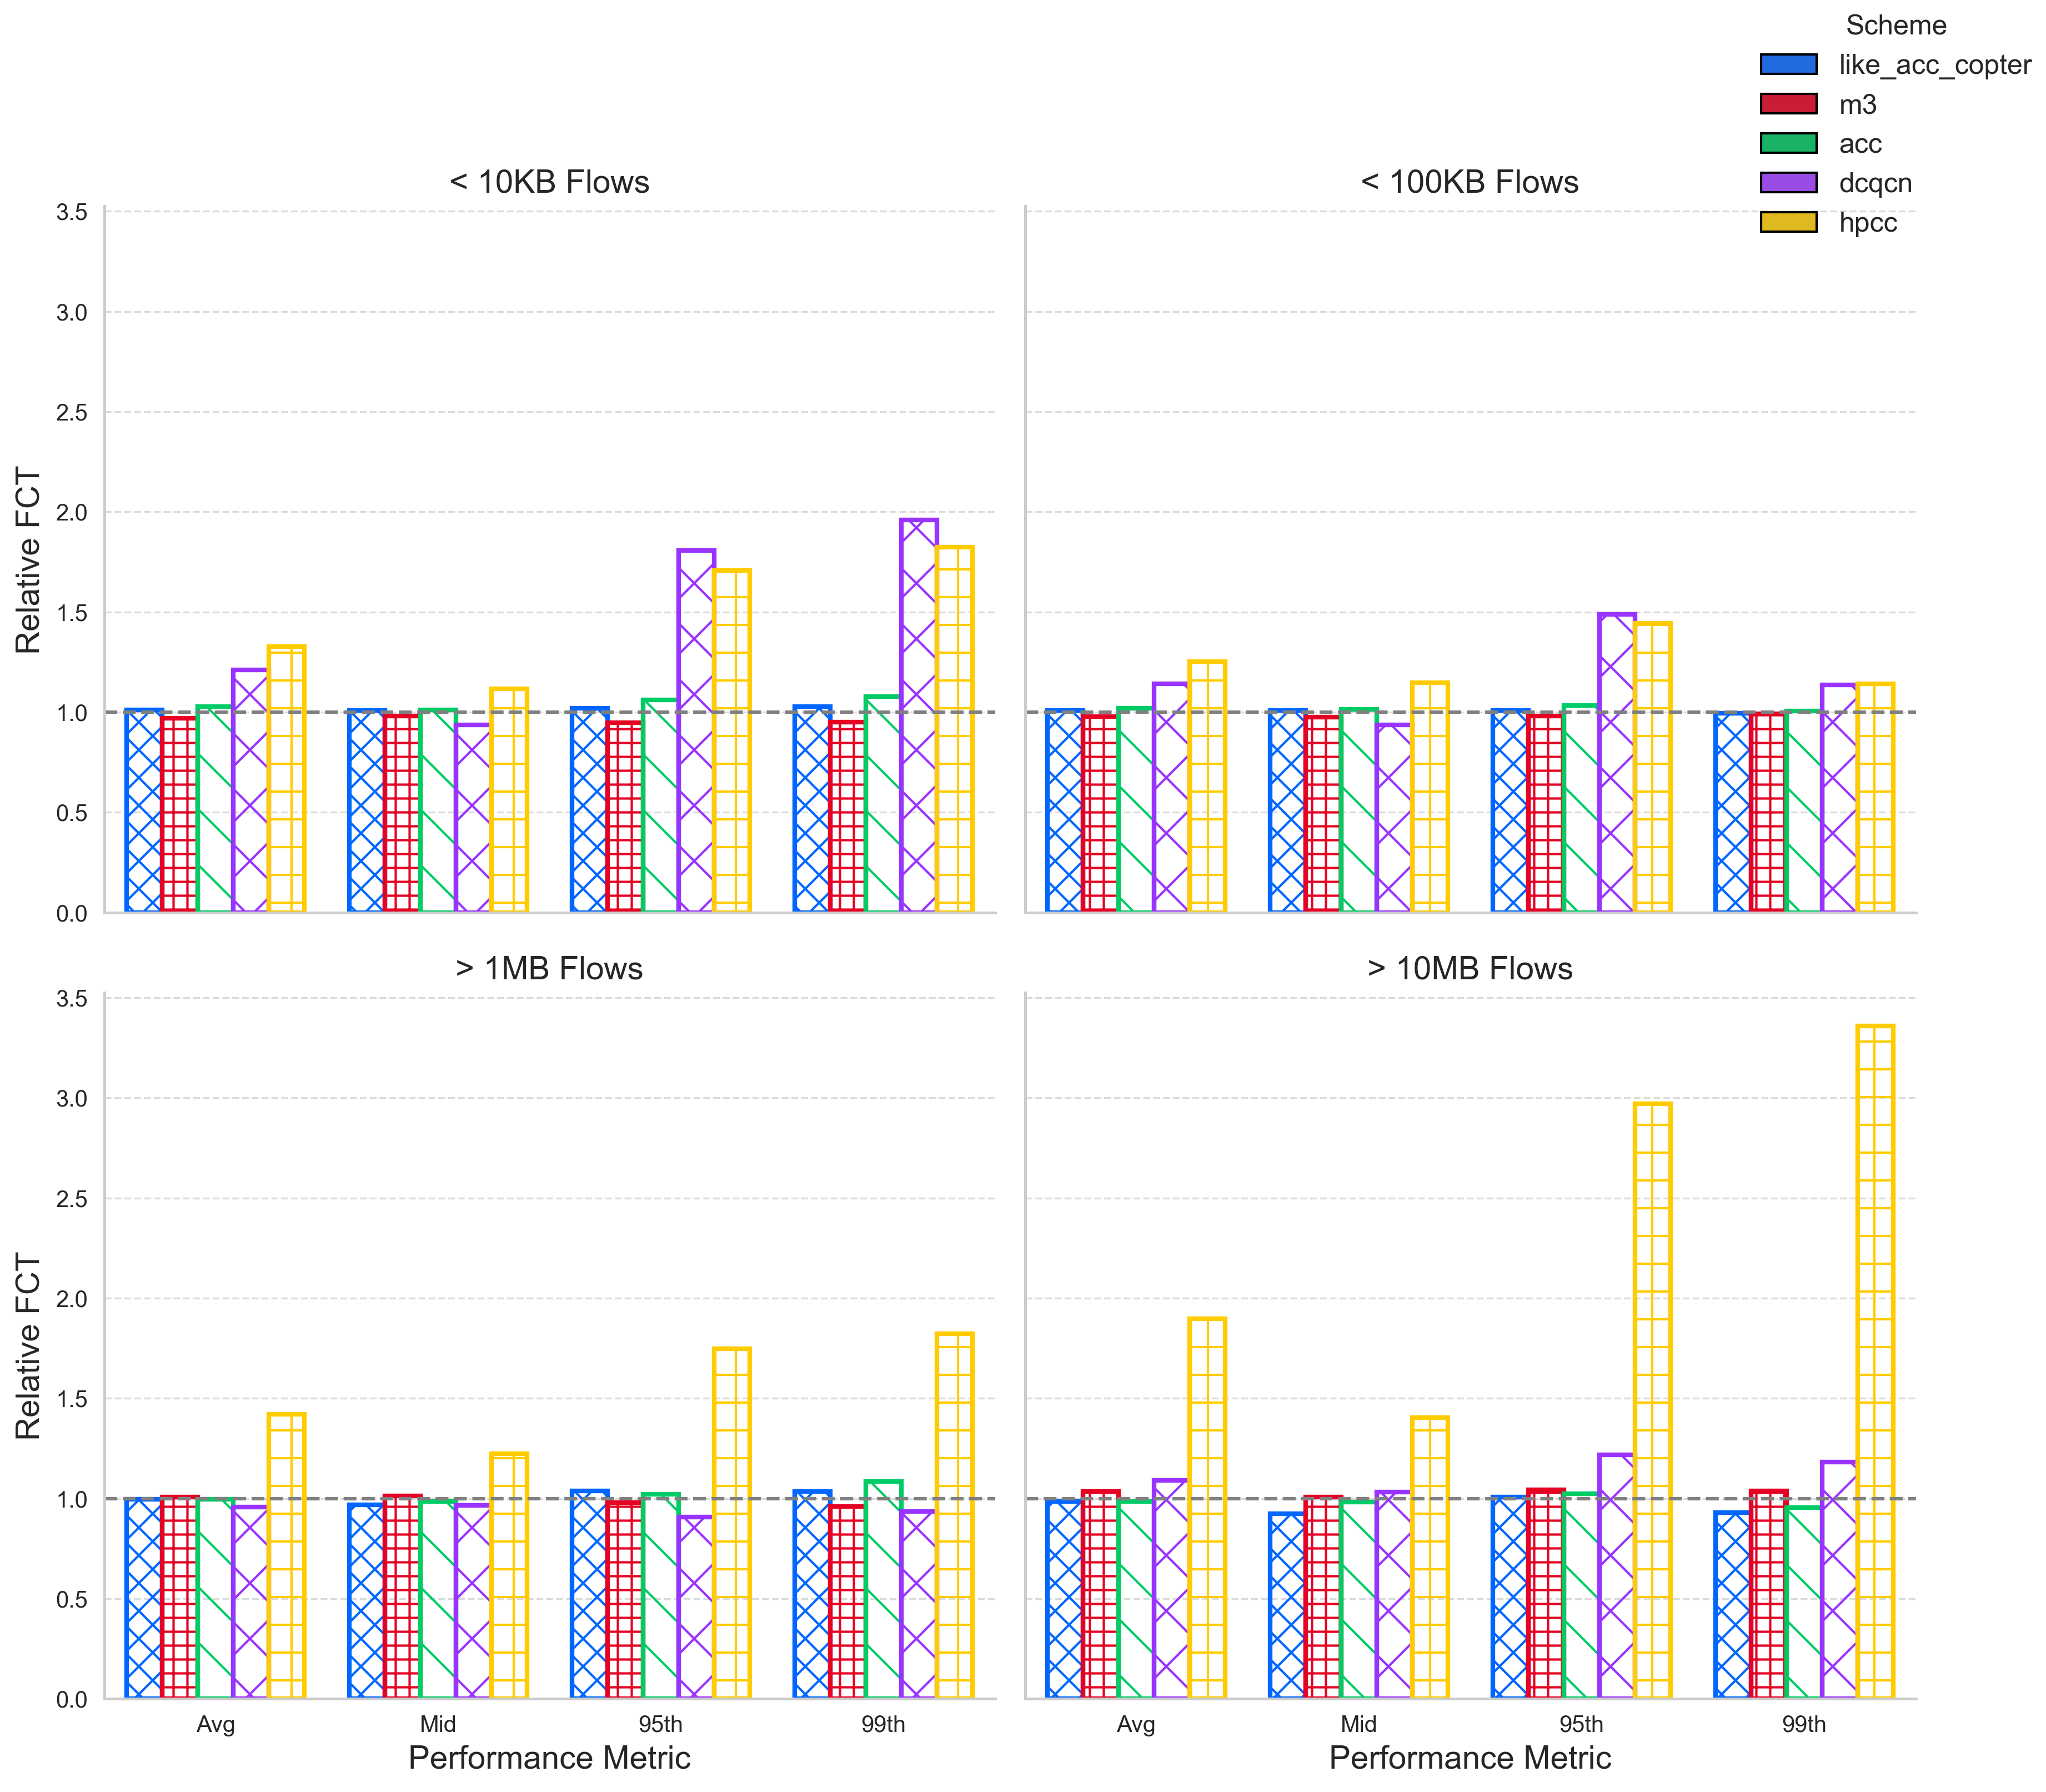 Scheme
like_acc_copter
m3
acc
dcqcn
hpcc
< 10KB Flows
< 100KB Flows
3.5
3.0
2.5
2.0
1.5
1.0
0.5
0.0
Relative FCT
> 1MB Flows
> 10MB Flows
3.5
3.0
2.5
2.0
1.5
1.0
0.5
0.0
Relative FCT
Avg Mid 95th 99th
Avg Mid 95th 99th
Performance Metric
Performance Metric